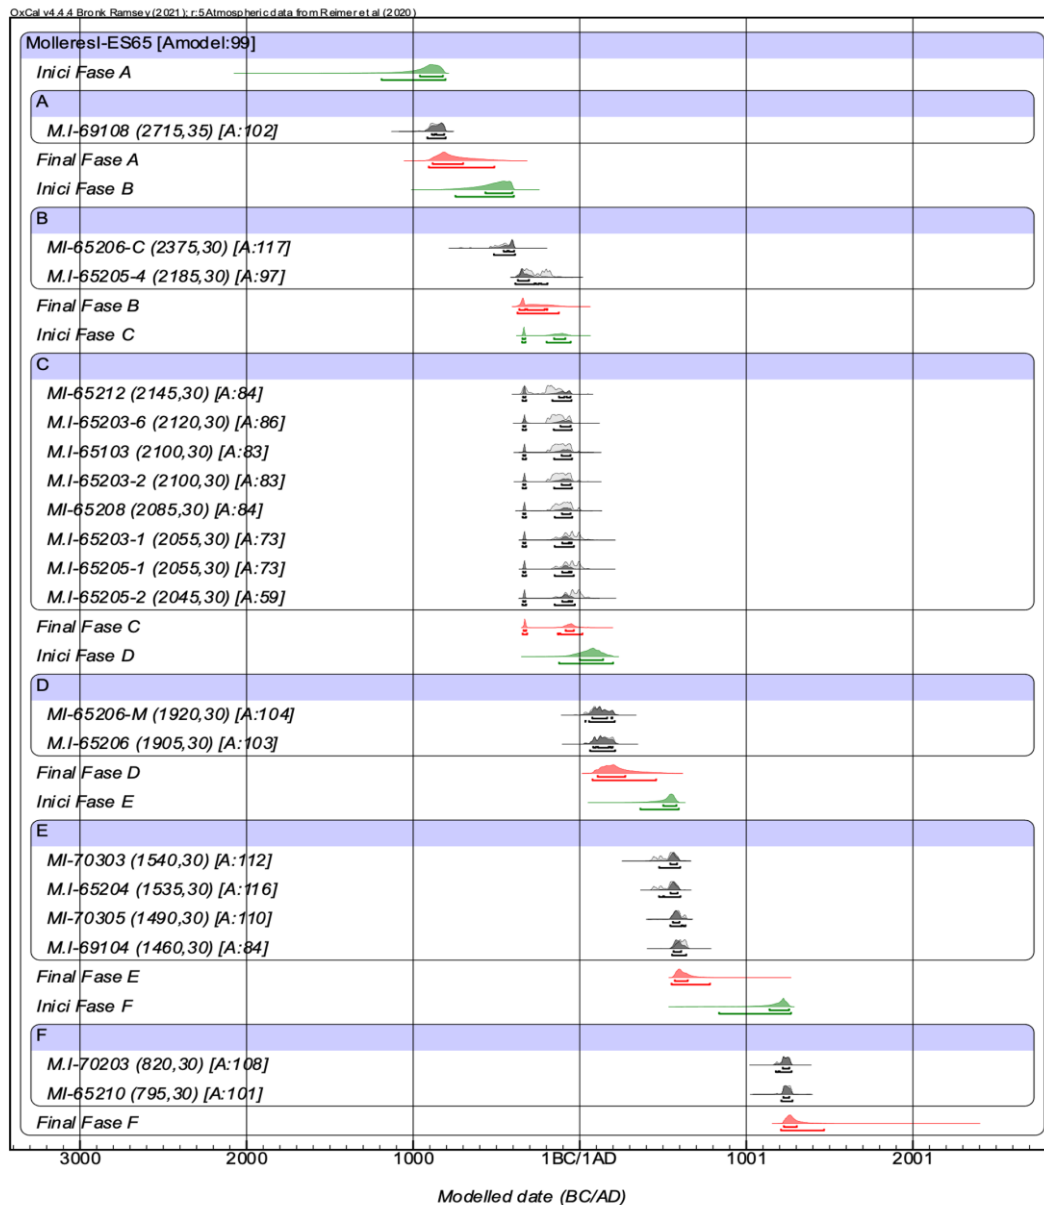 OxCal v4.4.4 Bronk Ramsey (2021); r:5 Atmospheric data from Reimer et al (2020)
MolleresI-ES65 [Amodel:99]
Inici Fase A
A
M.I-69108 (2715,35) [A:102]
Final Fase A
Inici Fase B
B
MI-65206-C (2375,30) [A:117]
M.I-65205-4 (2185,30) [A:97]
Final Fase B
Inici Fase C
C
MI-65212 (2145,30) [A:84]
M.I-65203-6 (2120,30) [A:86]
M.I-65103 (2100,30) [A:83]
M.I-65203-2 (2100,30) [A:83]
MI-65208 (2085,30) [A:84]
M.I-65203-1 (2055,30) [A:73]
M.I-65205-1 (2055,30) [A:73]
M.I-65205-2 (2045,30) [A:59]
Final Fase C
Inici Fase D
D
MI-65206-M (1920,30) [A:104]
M.I-65206 (1905,30) [A:103]
Final Fase D
Inici Fase E
E
MI-70303 (1540,30) [A:112]
M.I-65204 (1535,30) [A:116]
MI-70305 (1490,30) [A:110]
M.I-69104 (1460,30) [A:84]
Final Fase E
Inici Fase F
F
M.I-70203 (820,30) [A:108]
MI-65210 (795,30) [A:101]
Final Fase F
3000 2000 1000 1BC/1AD 1001 2001
Modelled date (BC/AD)